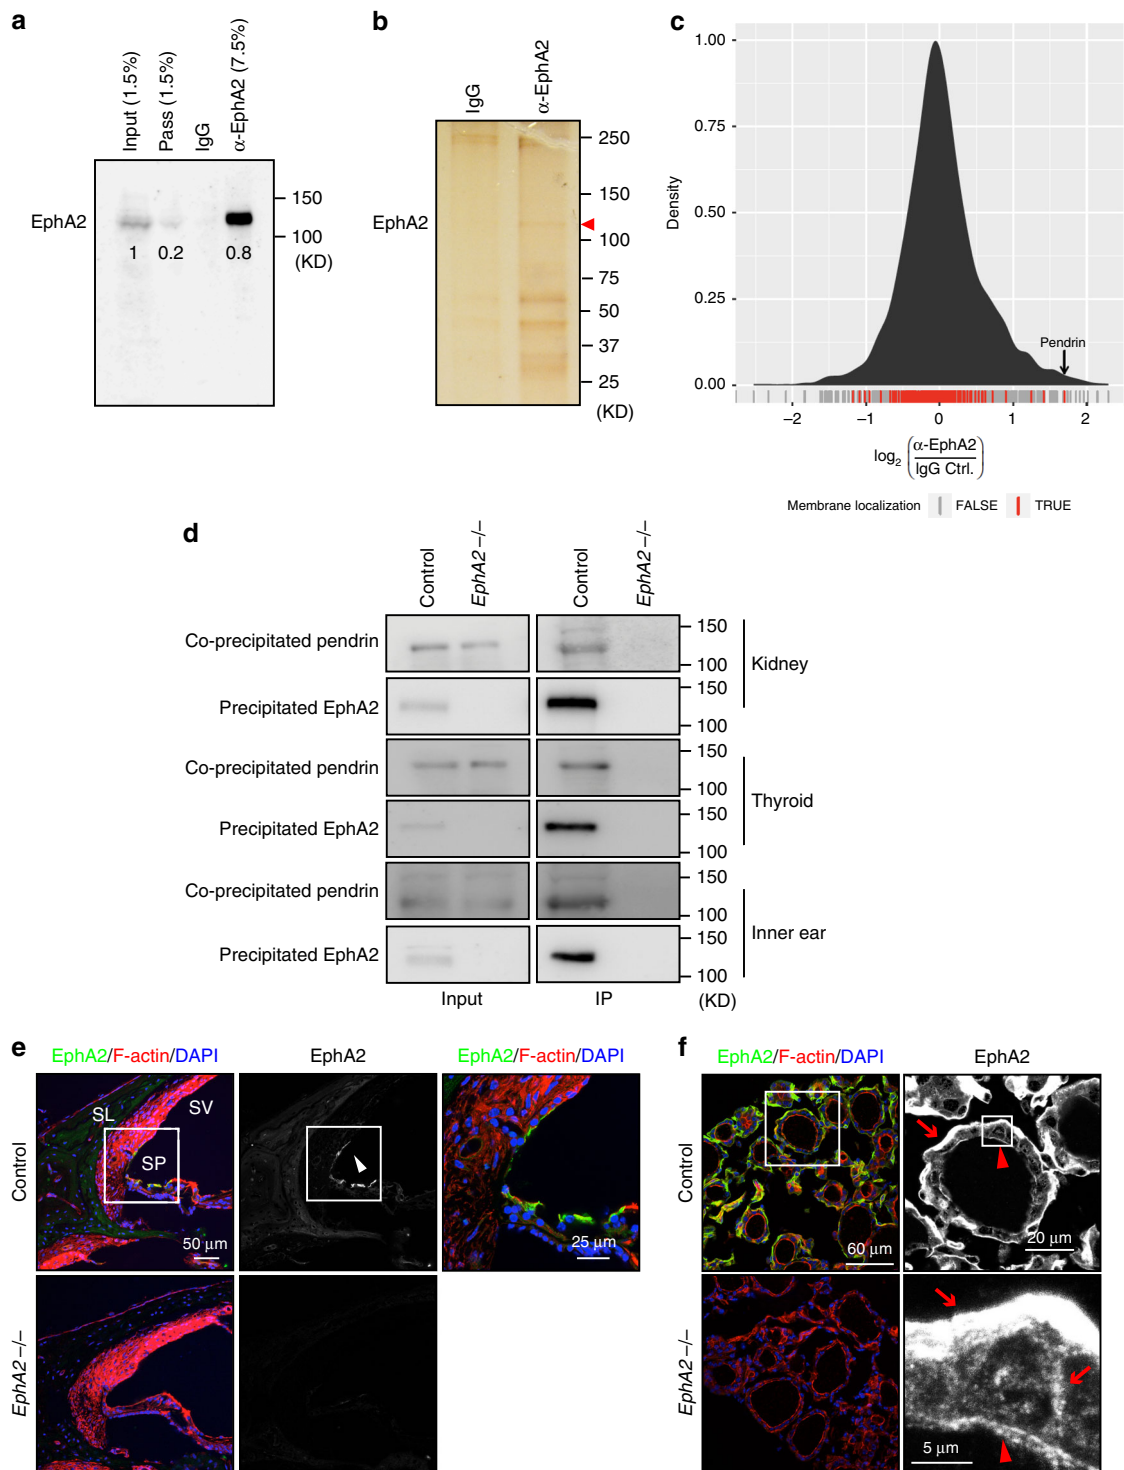 a
Input (1.5%)
Pass (1.5%)
IgG
α-EphA2 (7.5%)
EphA2
1
0.2
0.8
150
100
(KD)
b
IgG
α-EphA2
EphA2
250
150
100
75
50
37
25
(KD)
c
1.00
0.75
0.50
0.25
0.00
Density
Pendrin
−2
−1
0
1
2
log2 (α-EphA2 / IgG Ctrl.)
Membrane localization FALSE TRUE
d
Control
EphA2−/−
Control
EphA2−/−
Co-precipitated pendrin
150
100
Precipitated EphA2
150
100
Kidney
Co-precipitated pendrin
150
100
Precipitated EphA2
150
100
Thyroid
Co-precipitated pendrin
150
100
Precipitated EphA2
150
100
Inner ear
Input
IP
(KD)
e
EphA2/F-actin/DAPI
EphA2
EphA2/F-actin/DAPI
Control
SL
SV
SP
50 μm
25 μm
EphA2−/−
f
EphA2/F-actin/DAPI
EphA2
Control
60 μm
20 μm
EphA2−/−
5 μm